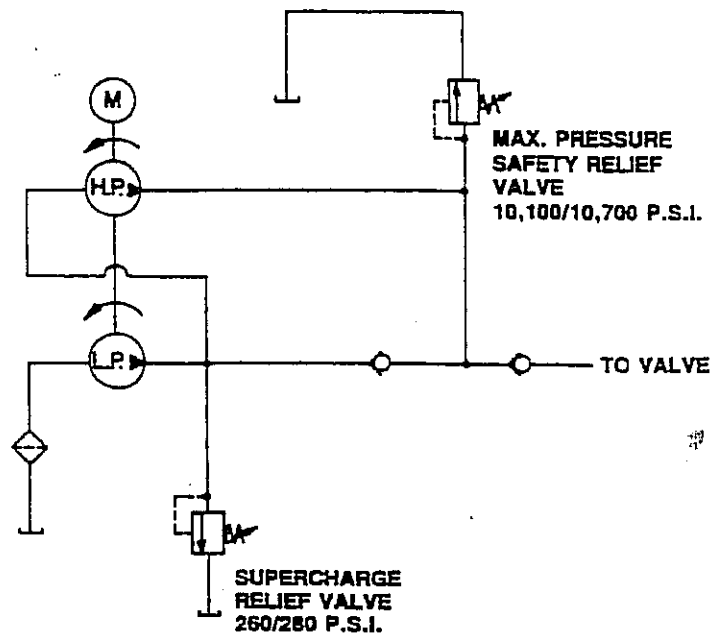 M
MAX. PRESSURE
SAFETY RELIEF
VALVE
10,100/10,700 P.S.I.
H.P.
L.P.
TO VALVE
SUPERCHARGE
RELIEF VALVE
260/280 P.S.I.